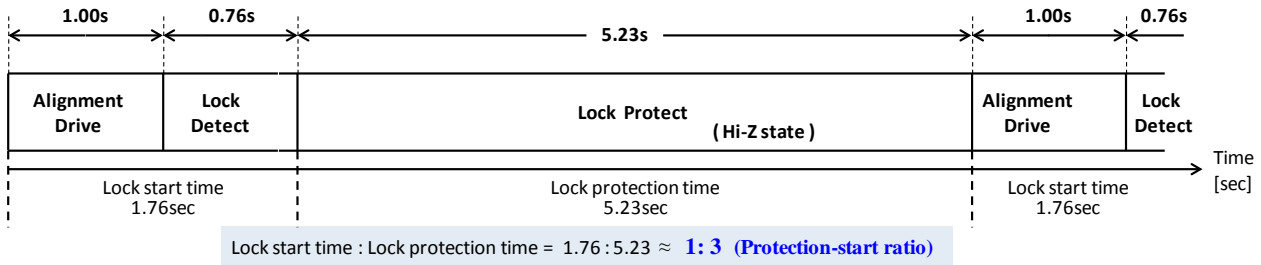 1.00s 0.76s 5.23s 1.00s 0.76s
Alignment Drive
Lock Detect
Lock Protect
( Hi-Z state )
Alignment Drive
Lock Detect
Time
[sec]
Lock start time
1.76sec
Lock protection time
5.23sec
Lock start time
1.76sec
Lock start time : Lock protection time = 1.76 : 5.23 ≈ 1: 3 (Protection-start ratio)